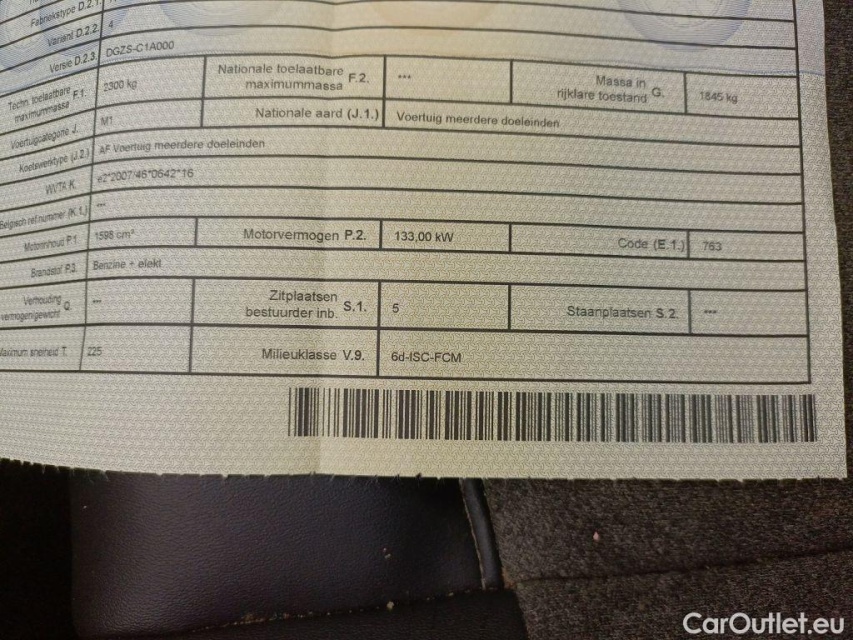 Fabriekstype D.2.1.
Variant D.2.2. 4
Versie D.2.3. DGZS-C1A000
Techn. toelaatbare maximummassa F.1. 2300 kg Nationale toelaatbare maximummassa F.2. *** Massa in rijklare toestand G. 1845 kg
Voertuigcategorie J. M1 Nationale aard (J.1.) Voertuig meerdere doeleinden
Koetswerktype (J.2.) AF Voertuig meerdere doeleinden
WVTA K. e2*2007/46*0642*16
Belgisch ref.nummer (K.1.) ***
Motorinhoud P.1. 1598 cm³ Motorvermogen P.2. 133,00 kW Code (E.1.) 763
Brandstof P.3. Benzine + elekt
Verhouding vermogen/gewicht Q. *** Zitplaatsen bestuurder inb. S.1. 5 Staanplaatsen S.2. ***
Maximum snelheid T. 225 Milieuklasse V.9. 6d-ISC-FCM
CarOutlet.eu